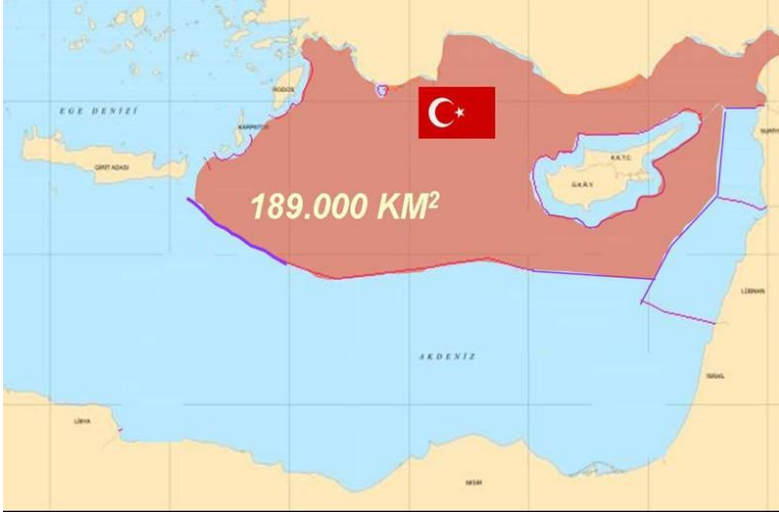 EGE DENİZİ
RODOS
KARPATOS
GİRİT ADASI
K.K.T.C.
G.K.R.Y.
SURİYE
189.000 KM²
LÜBNAN
AKDENİZ
İSRAİL
LİBYA
MISIR